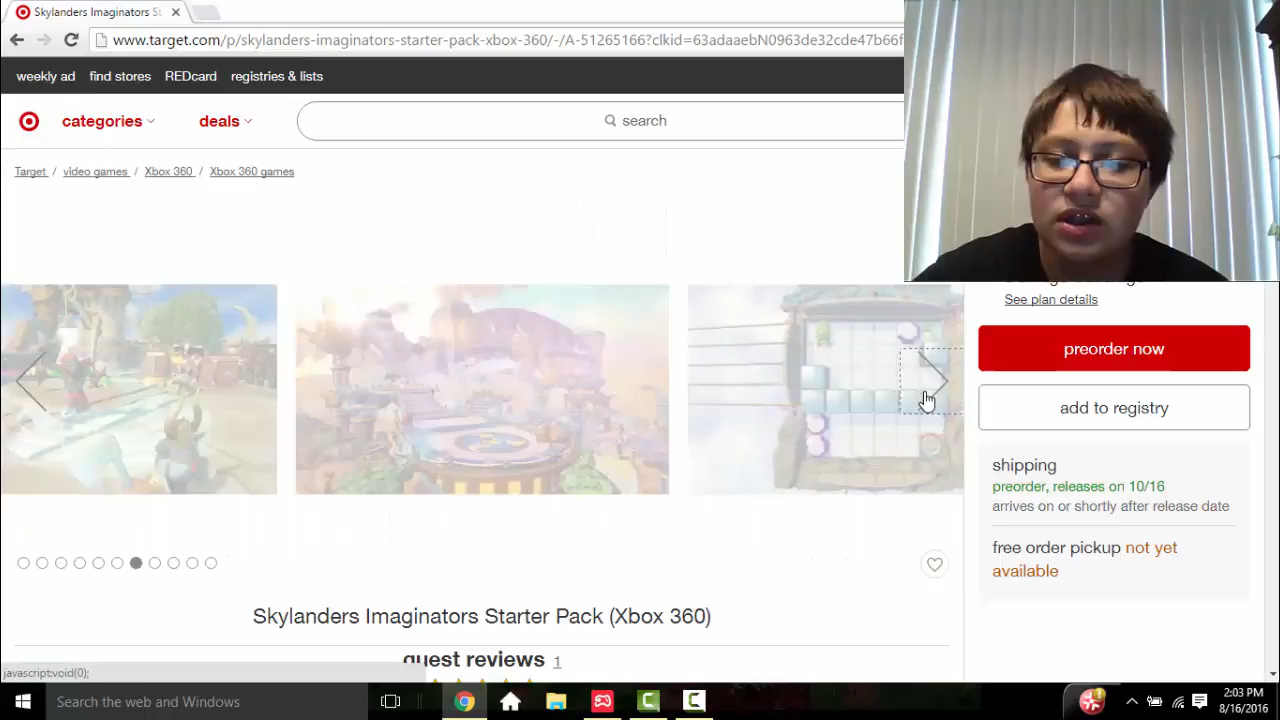 Skylanders Imaginators St
www.target.com/p/skylanders-imaginators-starter-pack-xbox-360/-/A-51265166?clkid=63adaaebN0963de32cde47b66f
weekly ad find stores REDcard registries & lists
categories deals search
Target / video games / Xbox 360 / Xbox 360 games
See plan details
preorder now
add to registry
shipping
preorder, releases on 10/16
arrives on or shortly after release date
free order pickup not yet
available
Skylanders Imaginators Starter Pack (Xbox 360)
guest reviews 1
javascript:void(0);
Search the web and Windows
2:03 PM
8/16/2016